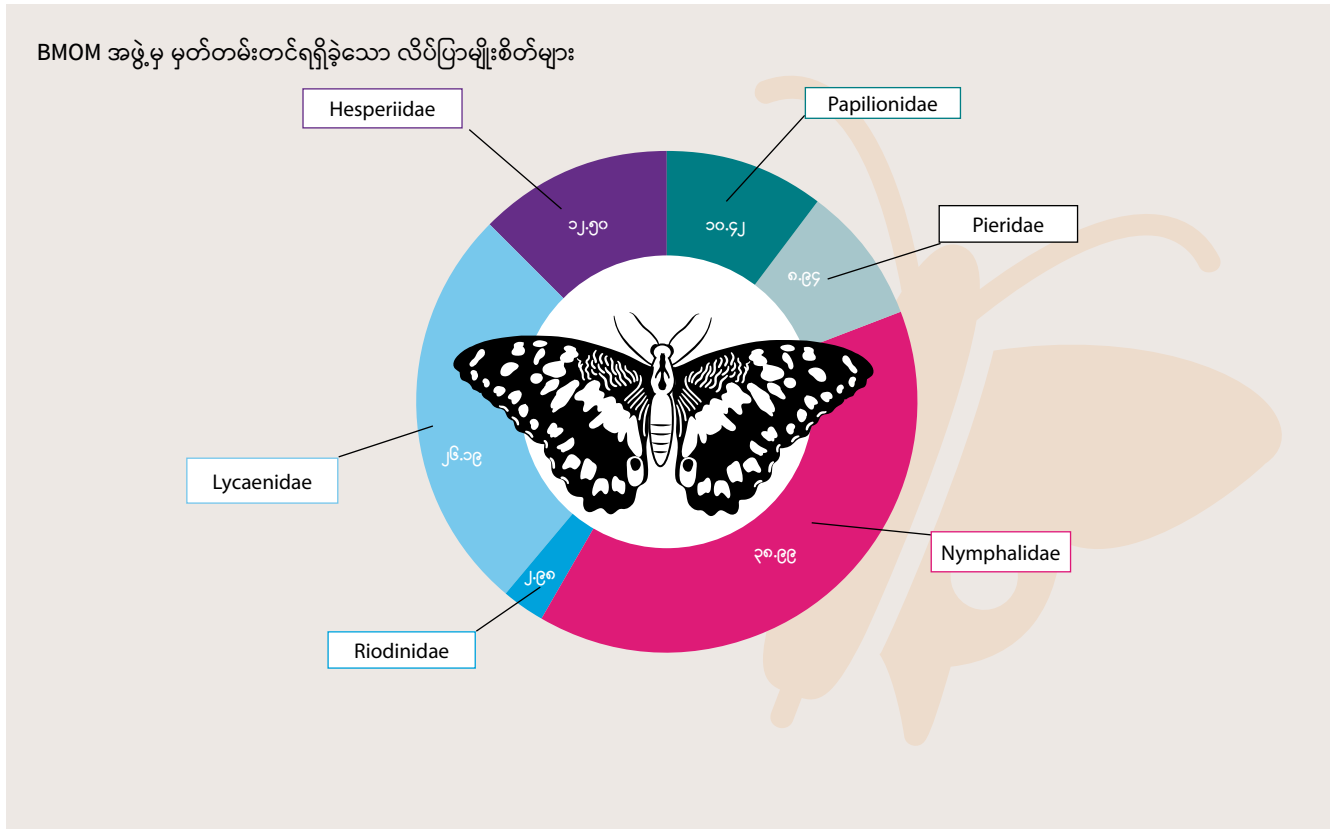 BMOM အဖွဲ့မှ မှတ်တမ်းတင်ရရှိခဲ့သော လိပ်ပြာမျိုးစိတ်များ
Hesperiidae
Papilionidae
၁၂.၅၀
၁၀.၄၂
Pieridae
၈.၉၄
Lycaenidae
၂၆.၁၉
Nymphalidae
၃၈.၉၉
၂.၉၈
Riodinidae